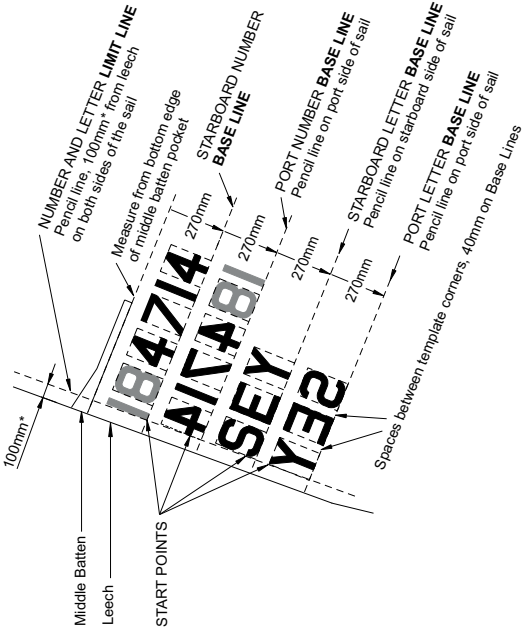 100mm*
NUMBER AND LETTER LIMIT LINE
Pencil line, 100mm* from leech
on both sides of the sail
Middle Batten
Leech
START POINTS
Measure from bottom edge
of middle batten pocket
STARBOARD NUMBER
BASE LINE
PORT NUMBER BASE LINE
Pencil line on port side of sail
STARBOARD LETTER BASE LINE
Pencil line on starboard side of sail
PORT LETTER BASE LINE
Pencil line on port side of sail
Spaces between template corners, 40mm on Base Lines
270mm
270mm
270mm
270mm
184714
417481
SEY
YES